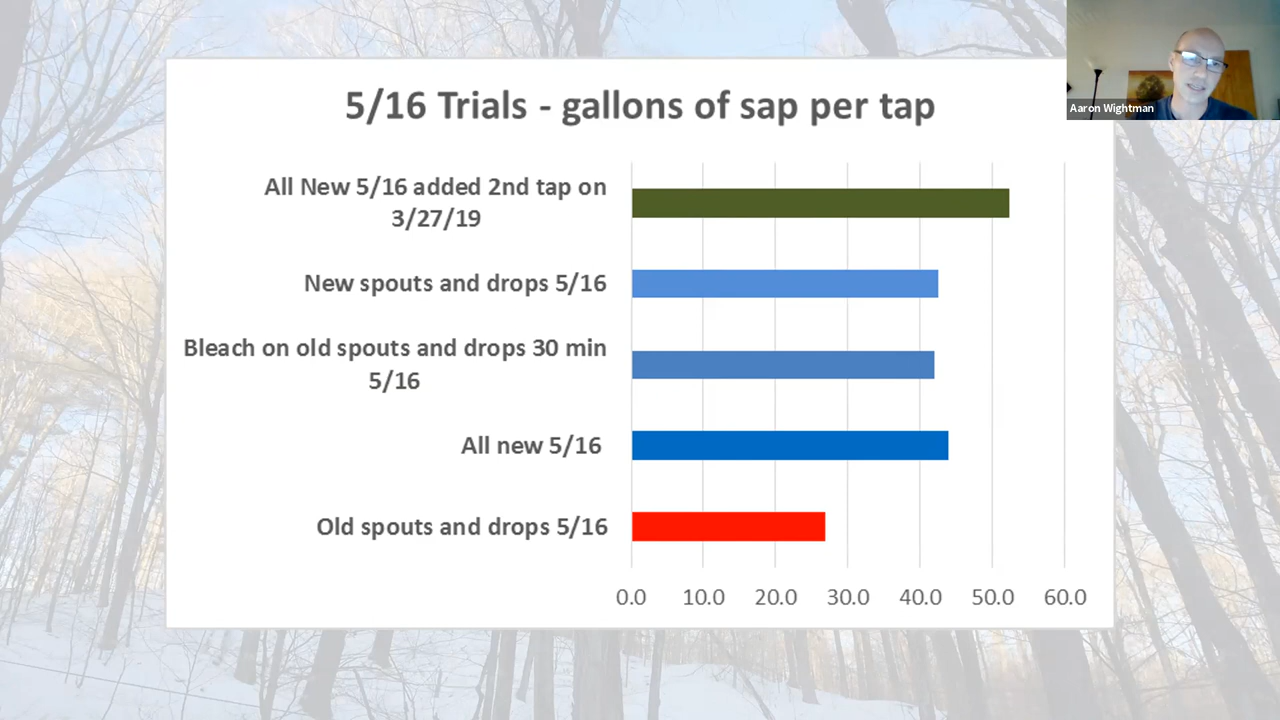 5/16 Trials - gallons of sap per tap
Aaron Wightman
All New 5/16 added 2nd tap on
3/27/19
New spouts and drops 5/16
Bleach on old spouts and drops 30 min
5/16
All new 5/16
Old spouts and drops 5/16
0.0 10.0 20.0 30.0 40.0 50.0 60.0